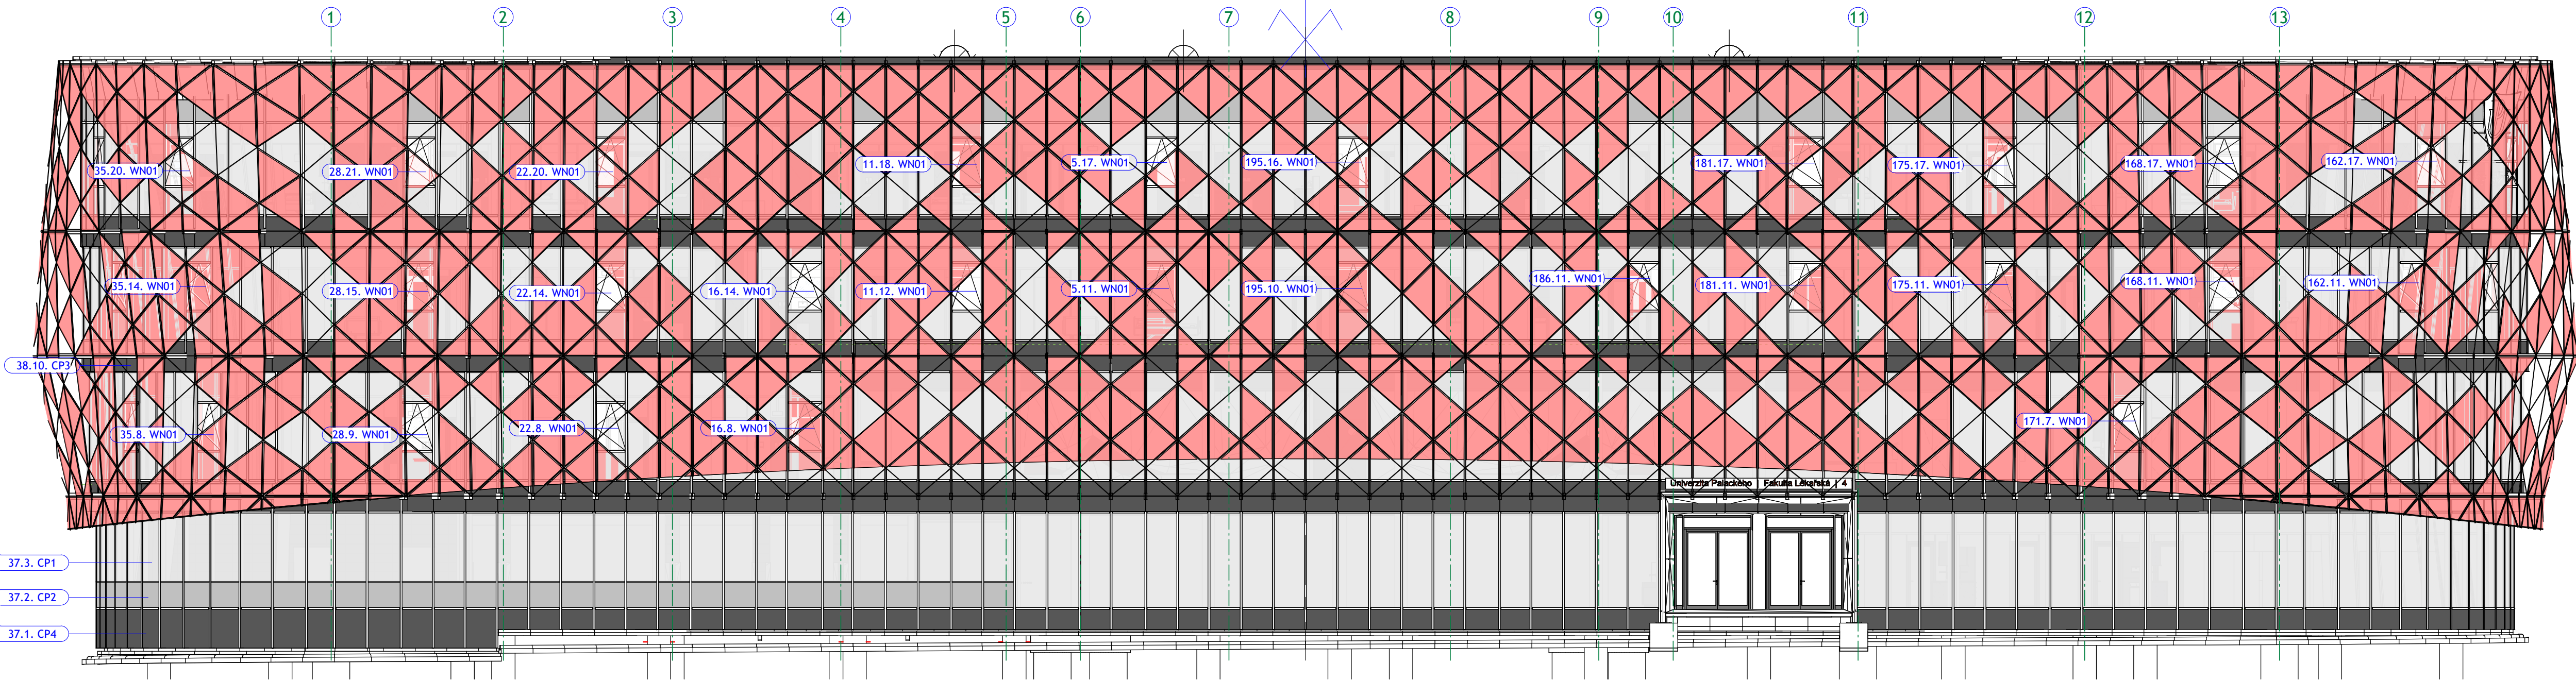 1 2 3 4 5 6 7 8 9 10 11 12 13
35.20. WN01 28.21. WN01 22.20. WN01 11.18. WN01 5.17. WN01 195.16. WN01 181.17. WN01 175.17. WN01 168.17. WN01 162.17. WN01
35.14. WN01 28.15. WN01 22.14. WN01 16.14. WN01 11.12. WN01 5.11. WN01 195.10. WN01 186.11. WN01 181.11. WN01 175.11. WN01 168.11. WN01 162.11. WN01
38.10. CP3
35.8. WN01 28.9. WN01 22.8. WN01 16.8. WN01 171.7. WN01
Univerzita Palackého | Fakulta Lékařská | 4
37.3. CP1
37.2. CP2
37.1. CP4